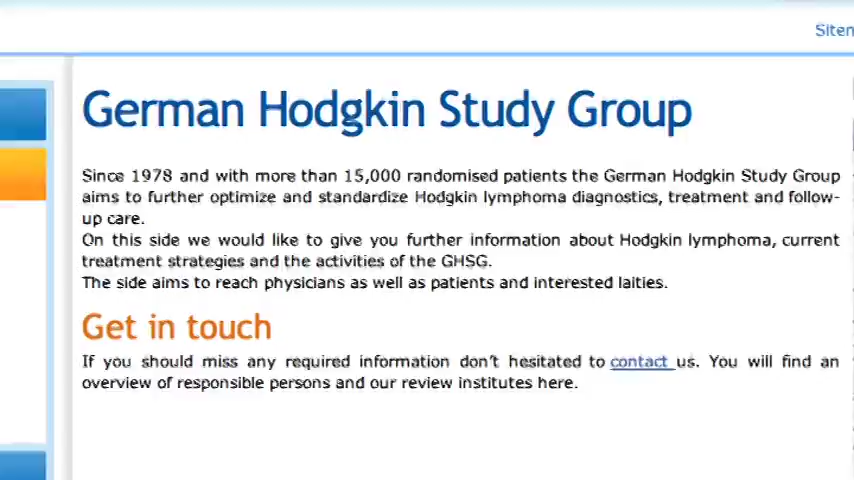 Sitem
German Hodgkin Study Group
Since 1978 and with more than 15,000 randomised patients the German Hodgkin Study Group
aims to further optimize and standardize Hodgkin lymphoma diagnostics, treatment and follow-
up care.
On this side we would like to give you further information about Hodgkin lymphoma, current
treatment strategies and the activities of the GHSG.
The side aims to reach physicians as well as patients and interested laities.
Get in touch
If you should miss any required information don't hesitated to contact us. You will find an
overview of responsible persons and our review institutes here.